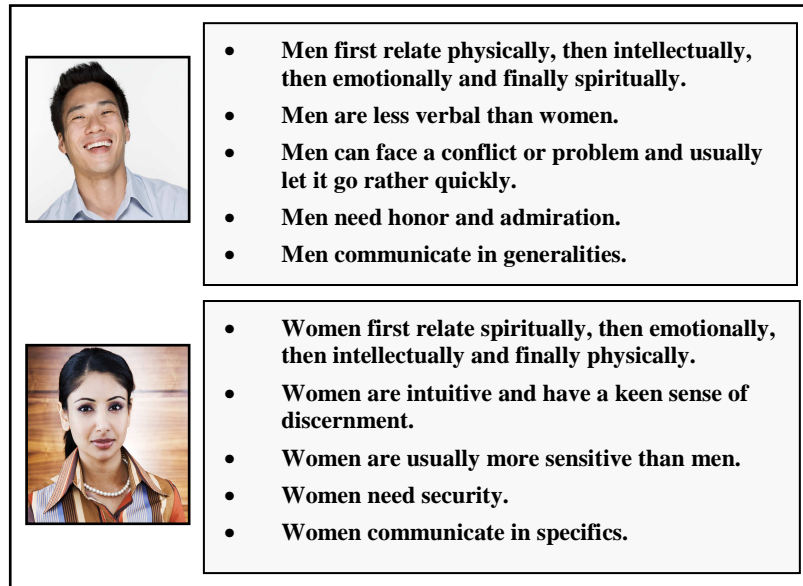 • Men first relate physically, then intellectually,
then emotionally and finally spiritually.
• Men are less verbal than women.
• Men can face a conflict or problem and usually
let it go rather quickly.
• Men need honor and admiration.
• Men communicate in generalities.
• Women first relate spiritually, then emotionally,
then intellectually and finally physically.
• Women are intuitive and have a keen sense of
discernment.
• Women are usually more sensitive than men.
• Women need security.
• Women communicate in specifics.